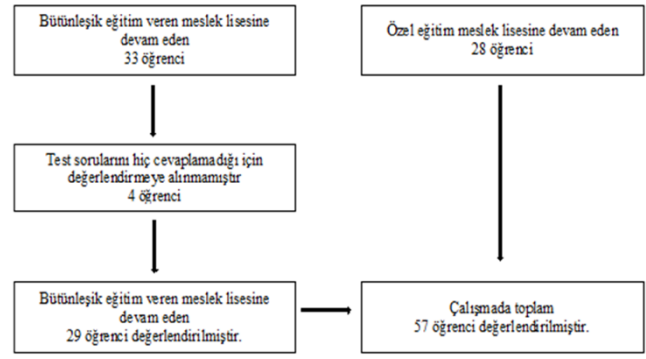 Bütünleşik eğitim veren meslek lisesine
devam eden
33 öğrenci
Özel eğitim meslek lisesine devam eden
28 öğrenci
Test sorularını hiç cevaplamadığı için
değerlendirmeye alınmamıştır
4 öğrenci
Bütünleşik eğitim veren meslek lisesine
devam eden
29 öğrenci değerlendirilmiştir.
Çalışmada toplam
57 öğrenci değerlendirilmiştir.